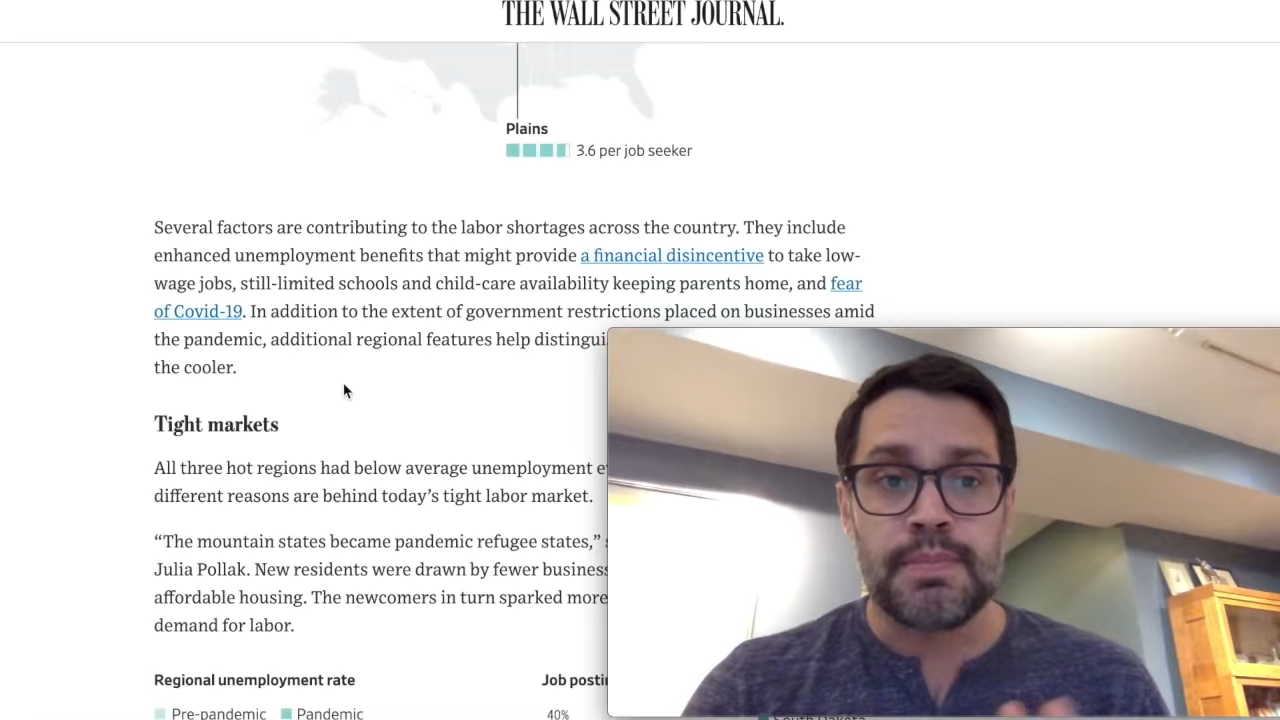 THE WALL STREET JOURNAL.
Plains
3.6 per job seeker
Several factors are contributing to the labor shortages across the country. They include
enhanced unemployment benefits that might provide a financial disincentive to take low-
wage jobs, still-limited schools and child-care availability keeping parents home, and fear
of Covid-19. In addition to the extent of government restrictions placed on businesses amid
the pandemic, additional regional features help
the cooler.
Tight markets
All three hot regions had below average unemployment
different reasons are behind today’s tight labor market.
“The mountain states became pandemic refugee states,”
Julia Pollak. New residents were drawn by fewer
affordable housing. The newcomers in turn sparked more
demand for labor.
Regional unemployment rate
Job
Pre-pandemic
Pandemic
40%
South Dakota